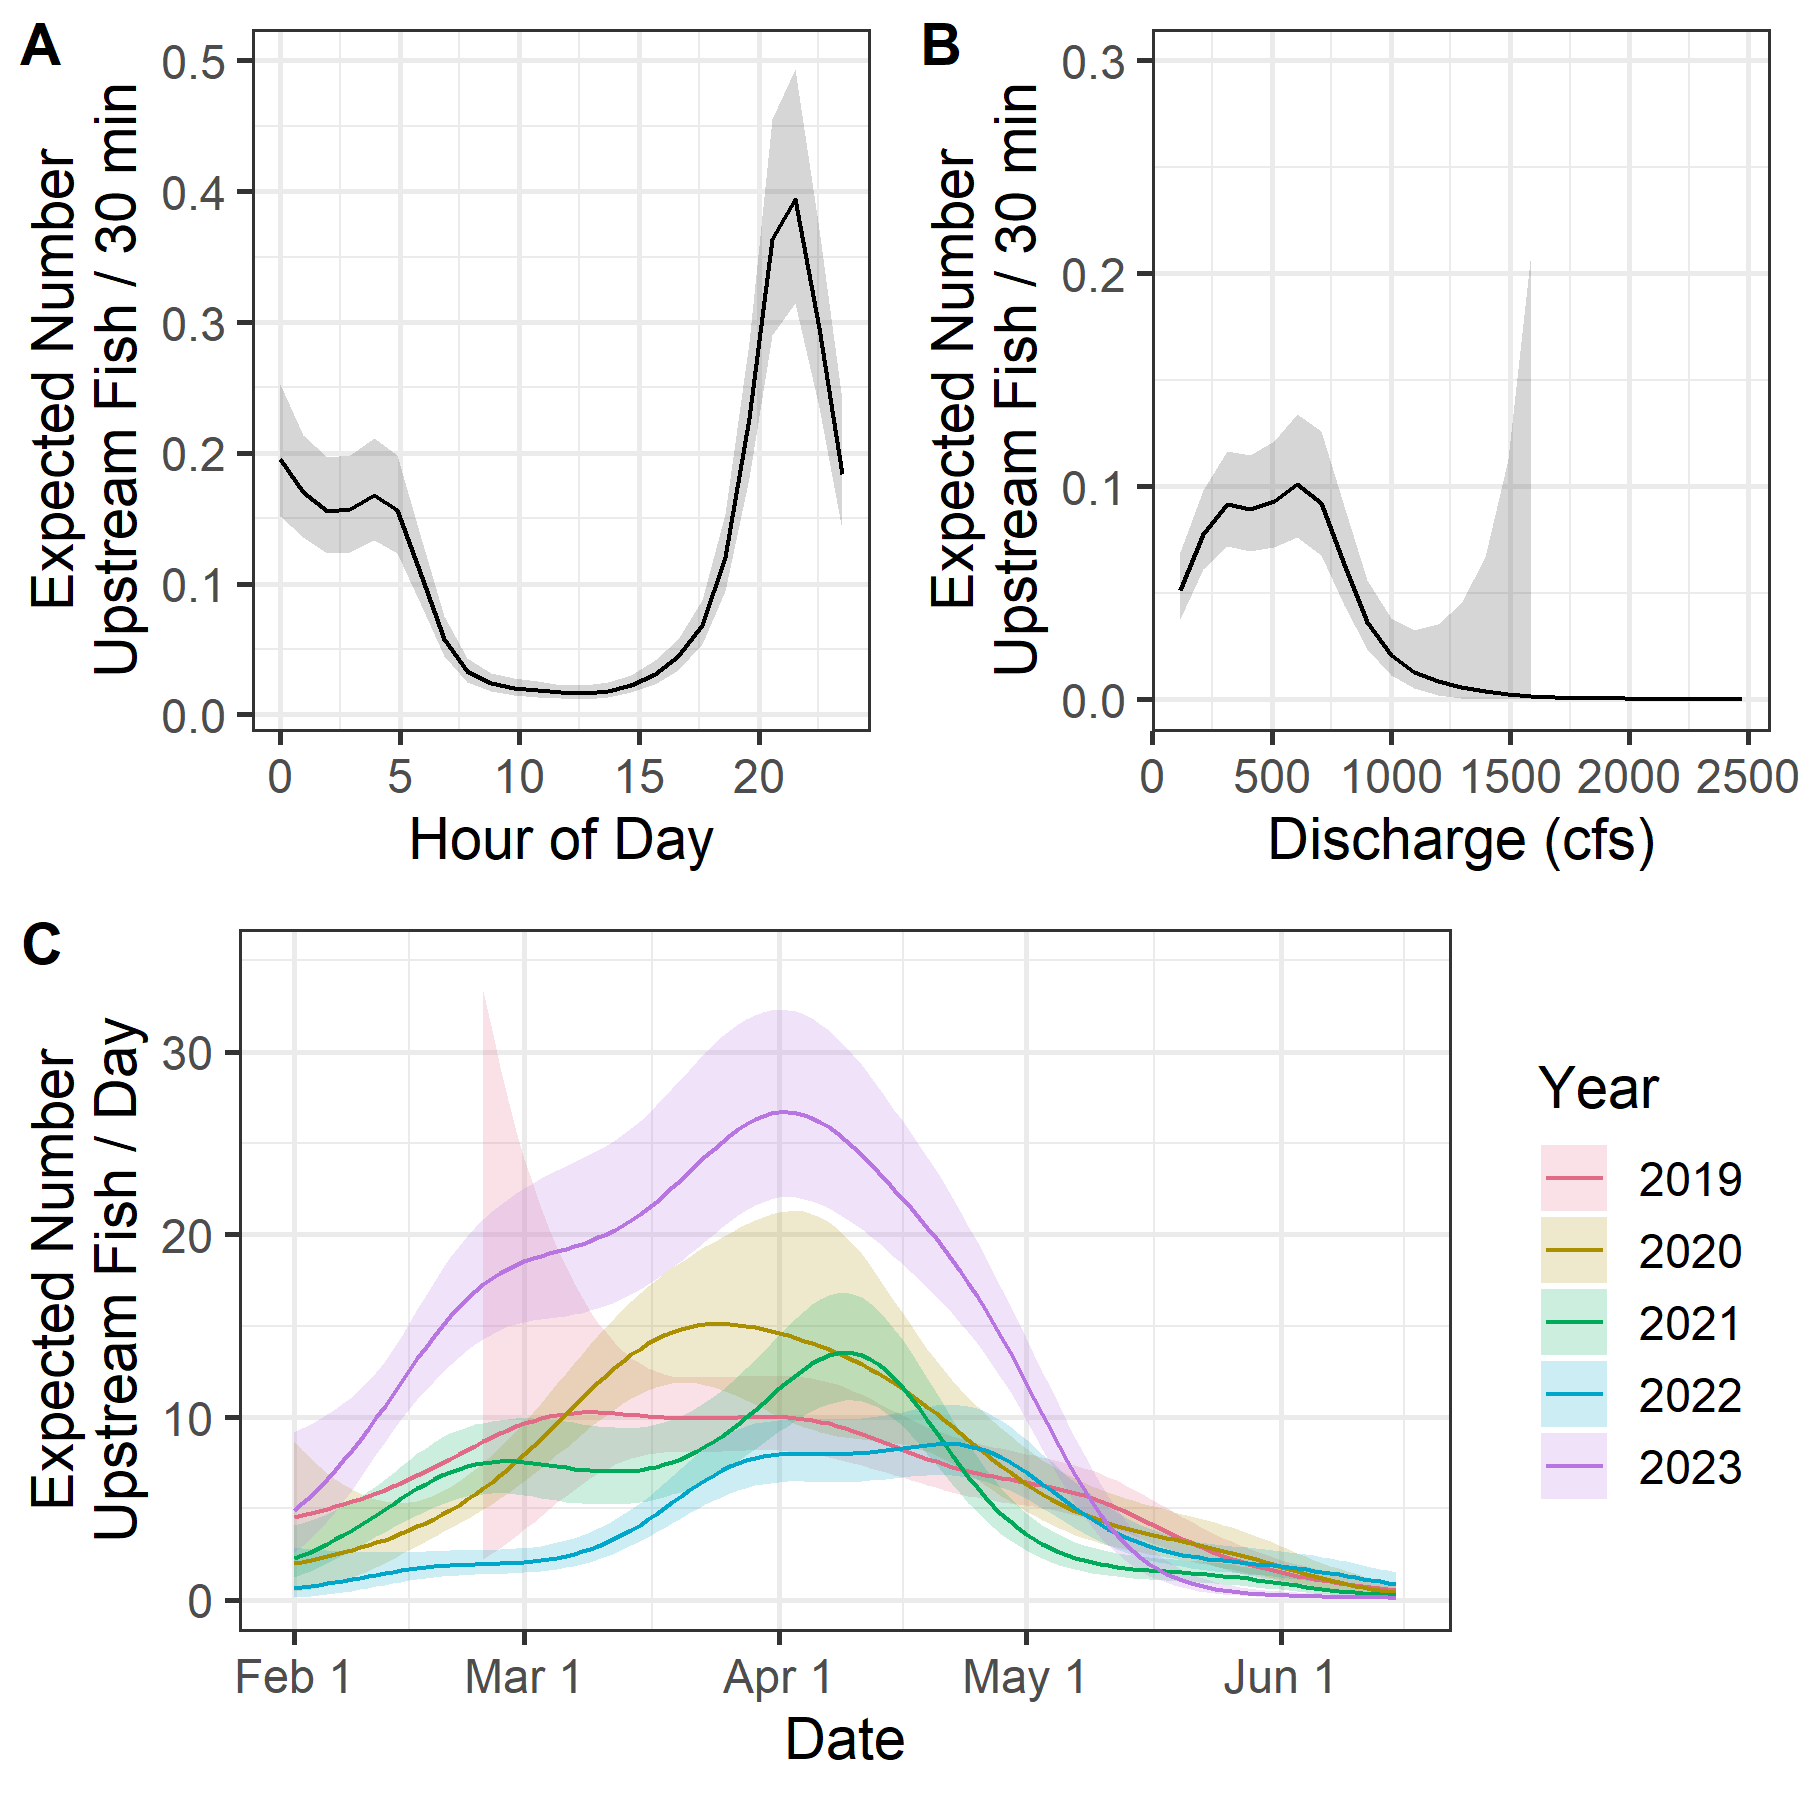 A
Expected Number
Upstream Fish / 30 min
0.5
0.4
0.3
0.2
0.1
0.0
0 5 10 15 20
Hour of Day
B
Expected Number
Upstream Fish / 30 min
0.3
0.2
0.1
0.0
0 500 1000 1500 2000 2500
Discharge (cfs)
C
Expected Number
Upstream Fish / Day
30
20
10
0
Feb 1 Mar 1 Apr 1 May 1 Jun 1
Date
Year
2019
2020
2021
2022
2023